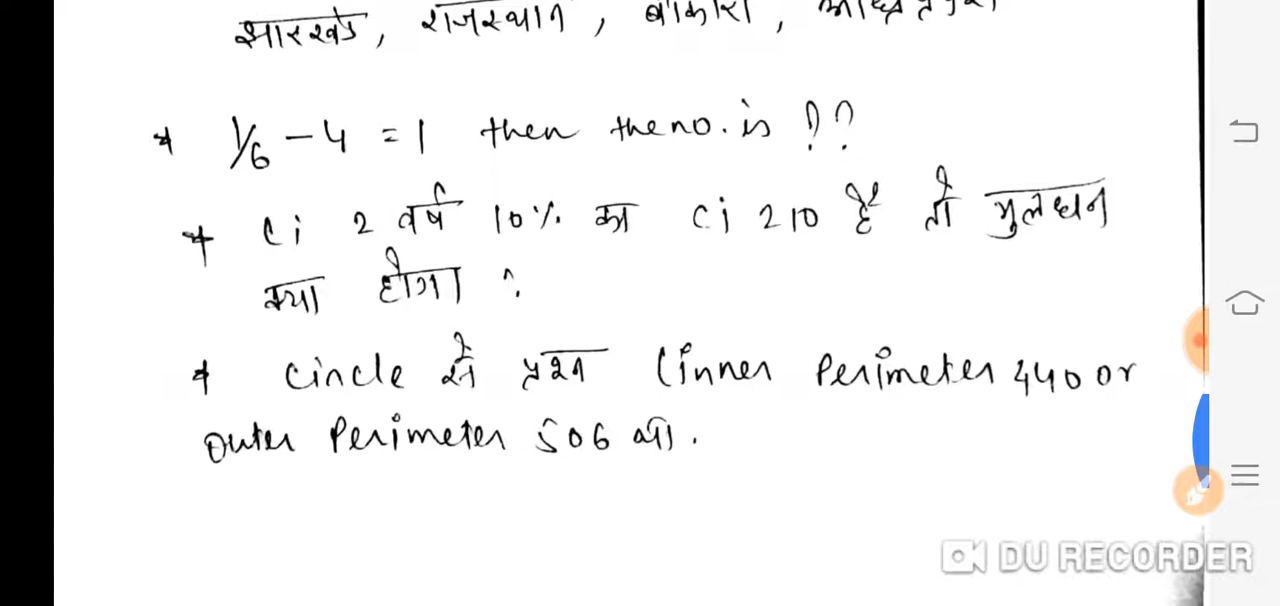 झारखंड, राजस्थान, बोकारो,
* 1/6 - 4 = 1 then the no. is ??
* Ci 2 वर्ष 10% का Ci 210 है तो मुलधन
क्या होगा ?
* Circle से प्रश्न (inner Perimeter 440 or
Outer Perimeter 506 था.
DU RECORDER